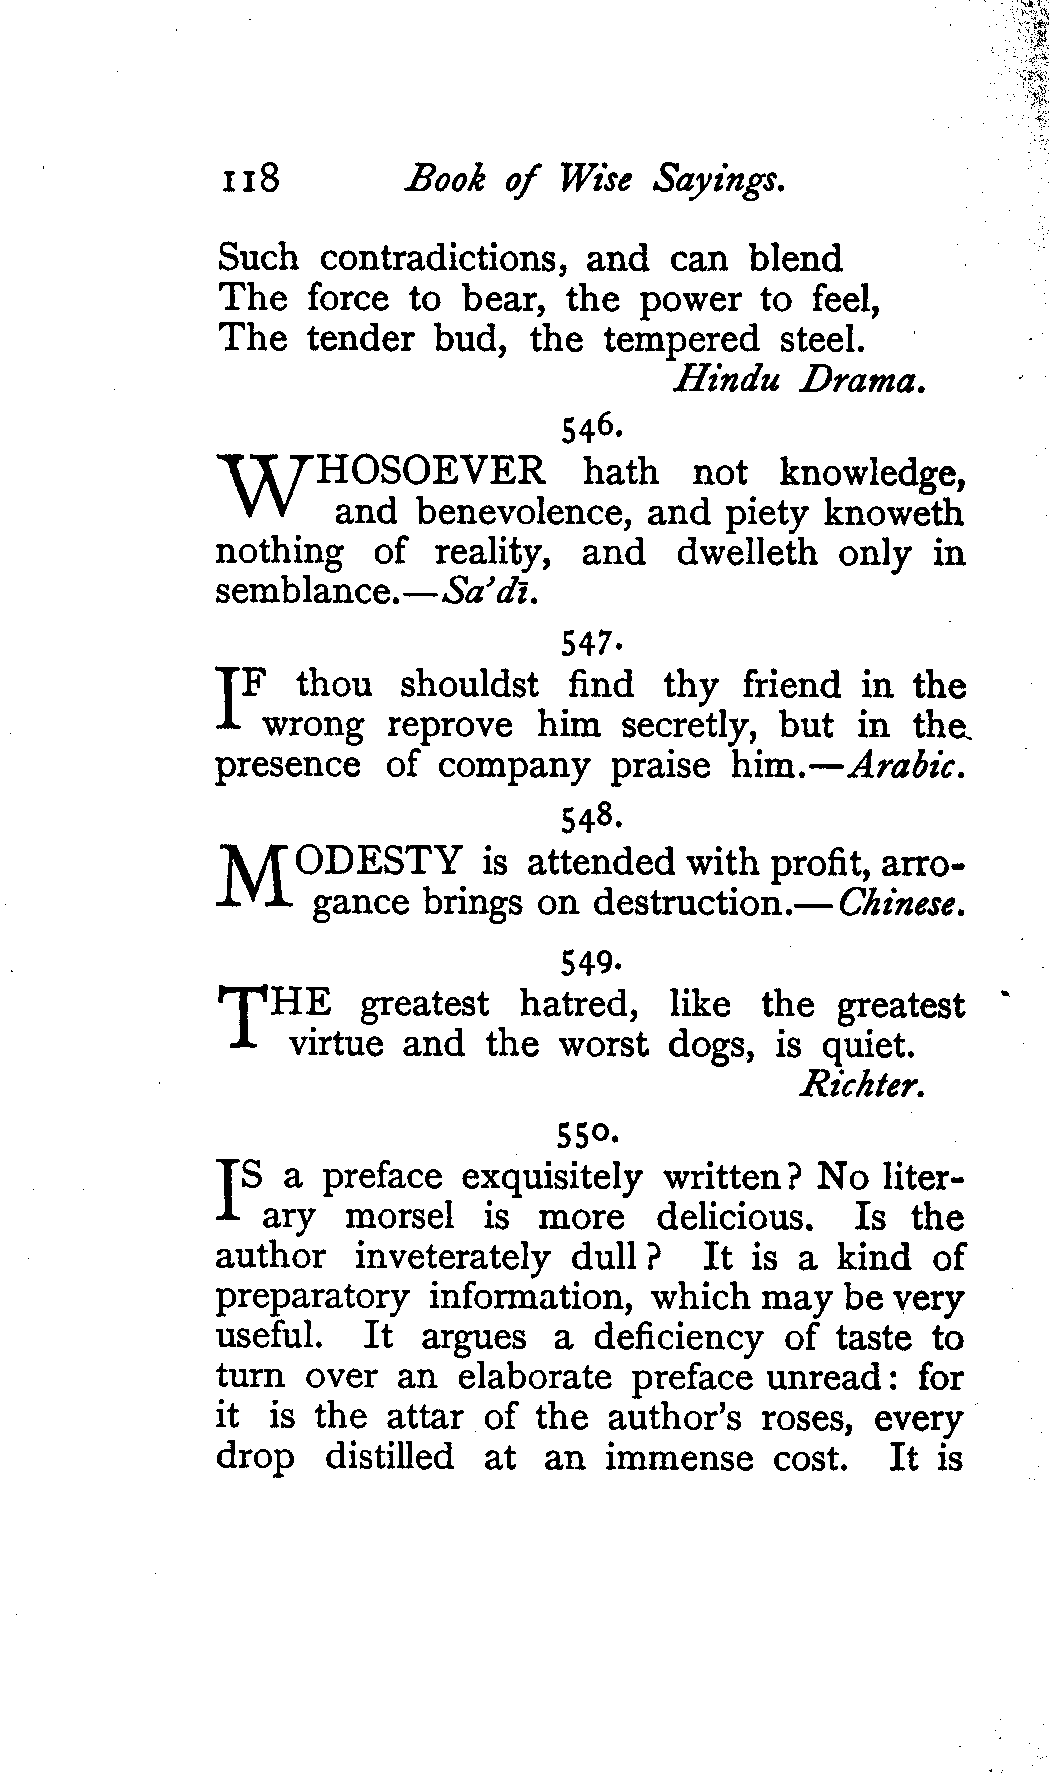 118 Book of Wise Sayings.
Such contradictions, and can blend
The force to bear, the power to feel,
The tender bud, the tempered steel.
Hindu Drama.
546.
WHOSOEVER hath not knowledge,
and benevolence, and piety knoweth
nothing of reality, and dwelleth only in
semblance.—Sa’dī.
547.
IF thou shouldst find thy friend in the
wrong reprove him secretly, but in the
presence of company praise him.—Arabic.
548.
MODESTY is attended with profit, arro-
gance brings on destruction.—Chinese.
549.
THE greatest hatred, like the greatest
virtue and the worst dogs, is quiet.
Richter.
550.
IS a preface exquisitely written? No liter-
ary morsel is more delicious. Is the
author inveterately dull? It is a kind of
preparatory information, which may be very
useful. It argues a deficiency of taste to
turn over an elaborate preface unread: for
it is the attar of the author's roses, every
drop distilled at an immense cost. It is